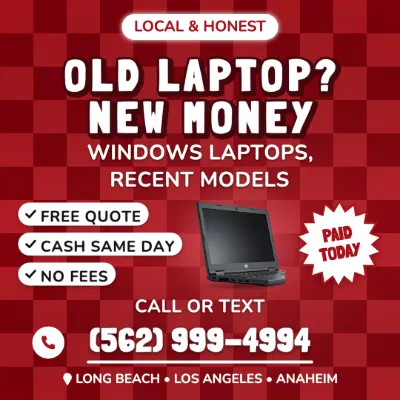 LOCAL & HONEST
OLD LAPTOP?
NEW MONEY
WINDOWS LAPTOPS,
RECENT MODELS
FREE QUOTE
CASH SAME DAY
NO FEES
PAID
TODAY
CALL OR TEXT
(562) 999-4994
LONG BEACH • LOS ANGELES • ANAHEIM